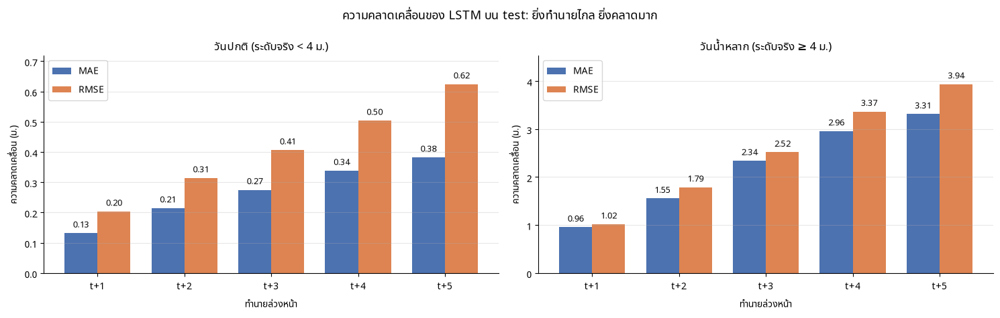 ความคลาดเคลื่อนของ LSTM บน test: ยิ่งทำนายไกล ยิ่งคลาดมาก
วันปกติ (ระดับจริง < 4 ม.)
ความคลาดเคลื่อน (ม.)
0.7
0.6
0.5
0.4
0.3
0.2
0.1
0.0
MAE
RMSE
0.13
0.20
0.21
0.31
0.27
0.41
0.34
0.50
0.38
0.62
t+1
t+2
t+3
t+4
t+5
ทำนายล่วงหน้า
วันน้ำหลาก (ระดับจริง ≥ 4 ม.)
ความคลาดเคลื่อน (ม.)
4
3
2
1
0
MAE
RMSE
0.96
1.02
1.55
1.79
2.34
2.52
2.96
3.37
3.31
3.94
t+1
t+2
t+3
t+4
t+5
ทำนายล่วงหน้า